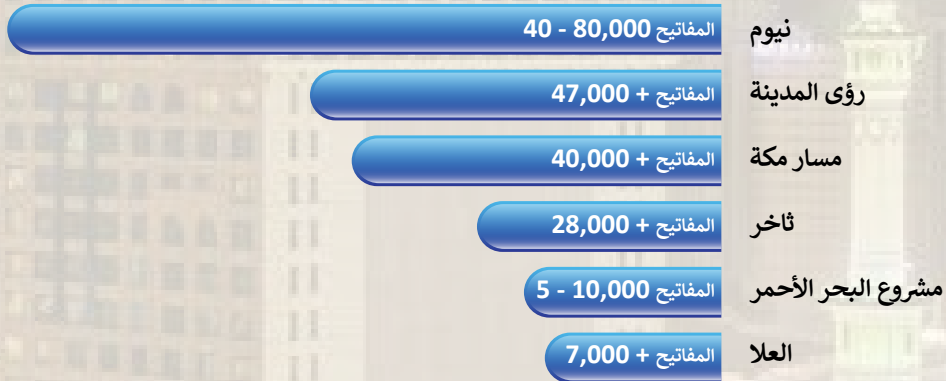 نيوم المفاتيح 80,000 - 40
رؤى المدينة المفاتيح + 47,000
مسار مكة المفاتيح + 40,000
ثاخر المفاتيح + 28,000
مشروع البحر الأحمر المفاتيح 10,000 - 5
العلا المفاتيح + 7,000